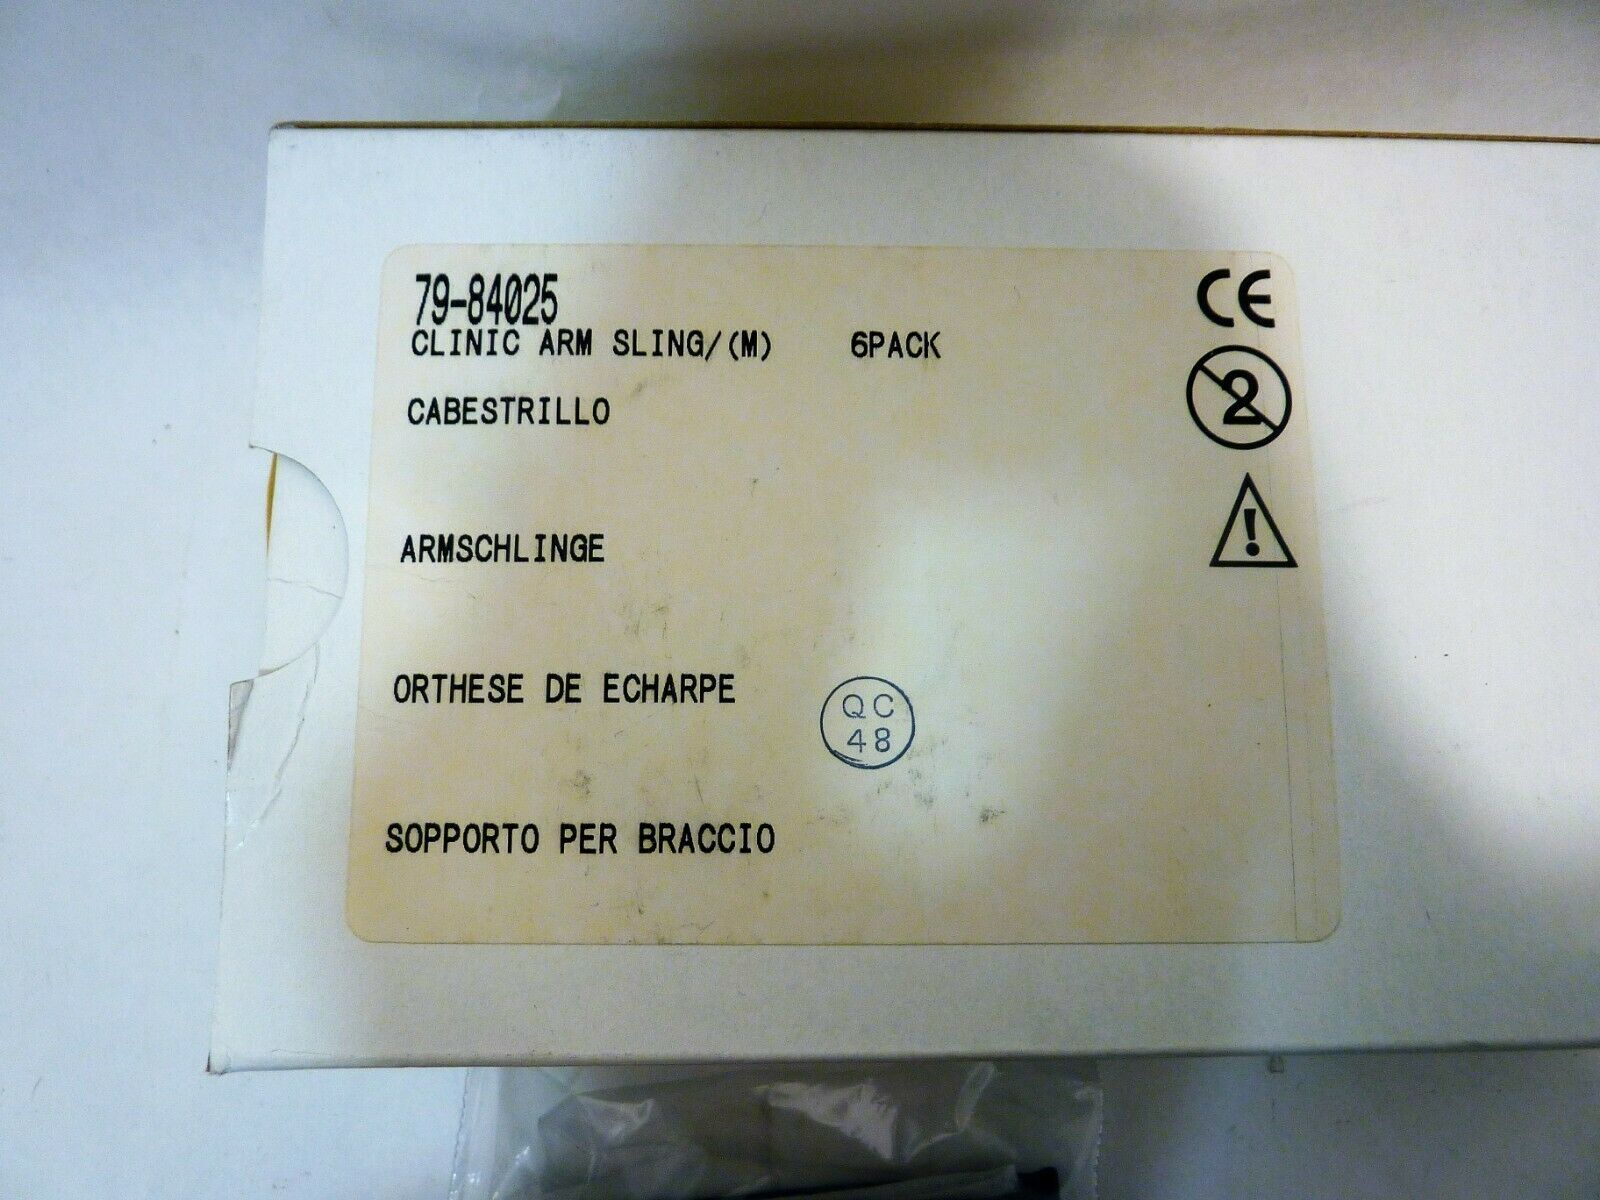 79-84025
CLINIC ARM SLING/(M) 6PACK
CE
2
CABESTRILLO
!
ARMSCHLINGE
ORTHESE DE ECHARPE
QC
48
SOPPORTO PER BRACCIO